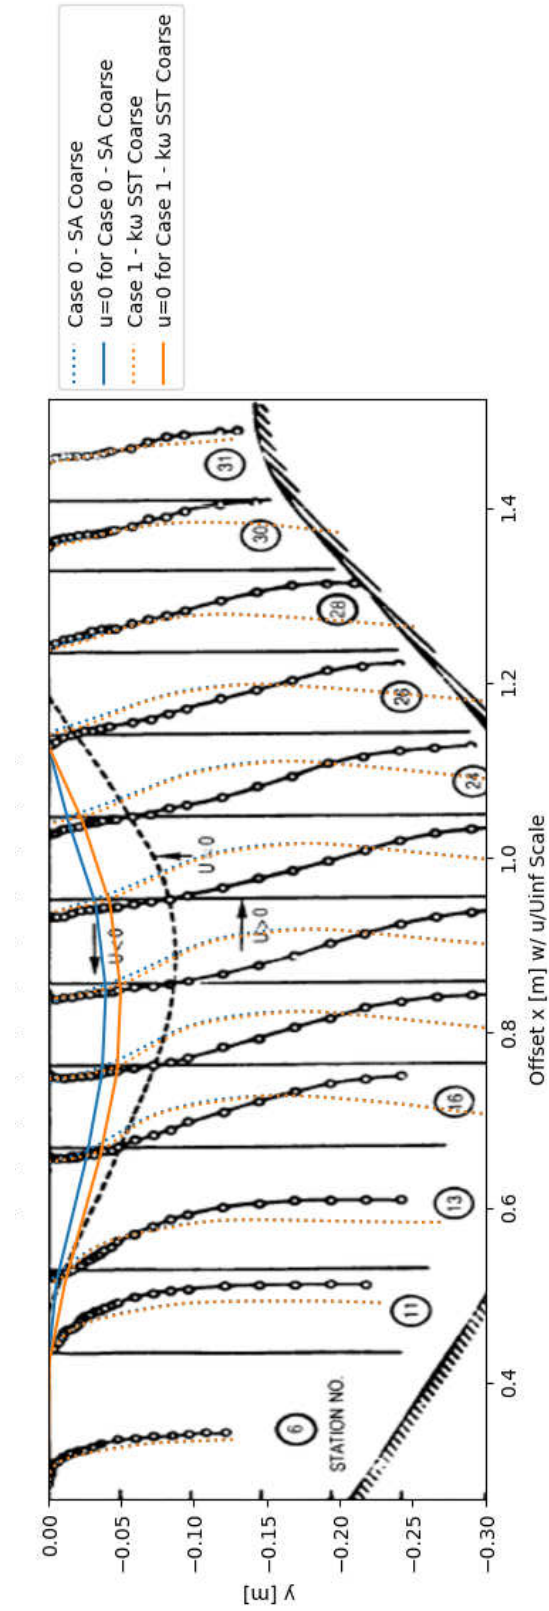 Case 0 - SA Coarse
u=0 for Case 0 - SA Coarse
Case 1 - kω SST Coarse
u=0 for Case 1 - kω SST Coarse
31
30
28
26
24
16
13
11
6
STATION NO.
U<0
U=0
U>0
0.00
−0.05
−0.10
−0.15
−0.20
−0.25
−0.30
y [m]
0.4
0.6
0.8
1.0
1.2
1.4
Offset x [m] w/ u/Uinf Scale